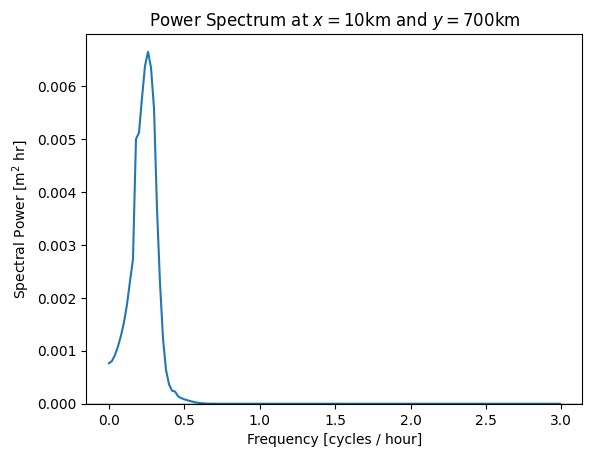 Power Spectrum at x = 10km and y = 700km
Spectral Power [m² hr]
0.006
0.005
0.004
0.003
0.002
0.001
0.000
0.0 0.5 1.0 1.5 2.0 2.5 3.0
Frequency [cycles / hour]